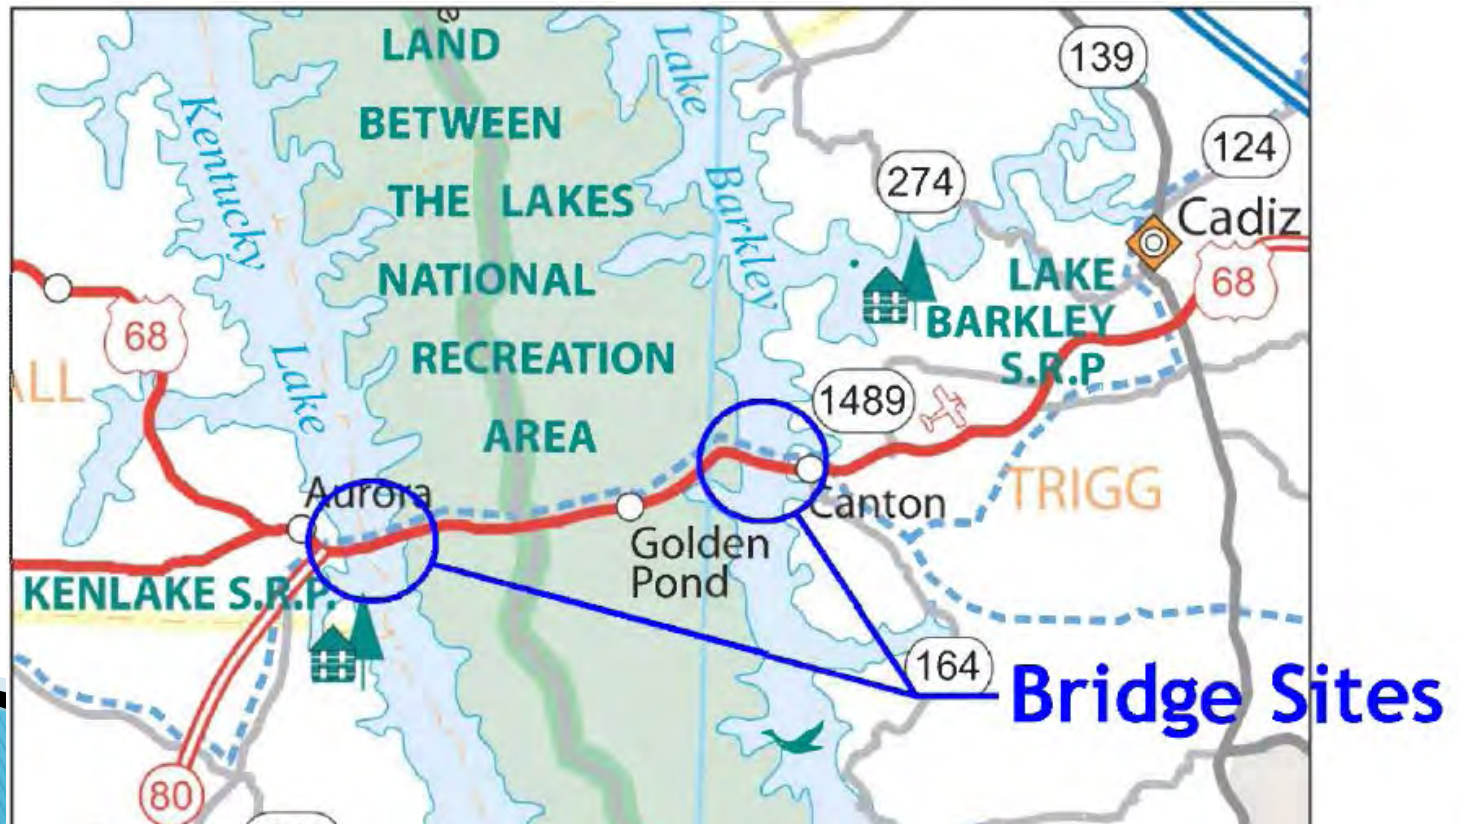 LAND
BETWEEN
THE LAKES
NATIONAL
RECREATION
AREA
Kentucky
Lake
Lake
Barkley
139
124
274
Cadiz
68
LAKE
BARKLEY
S.R.P
68
1489
TRIGG
Aurora
Canton
Golden
Pond
KENLAKE S.R.P.
164
Bridge Sites
80